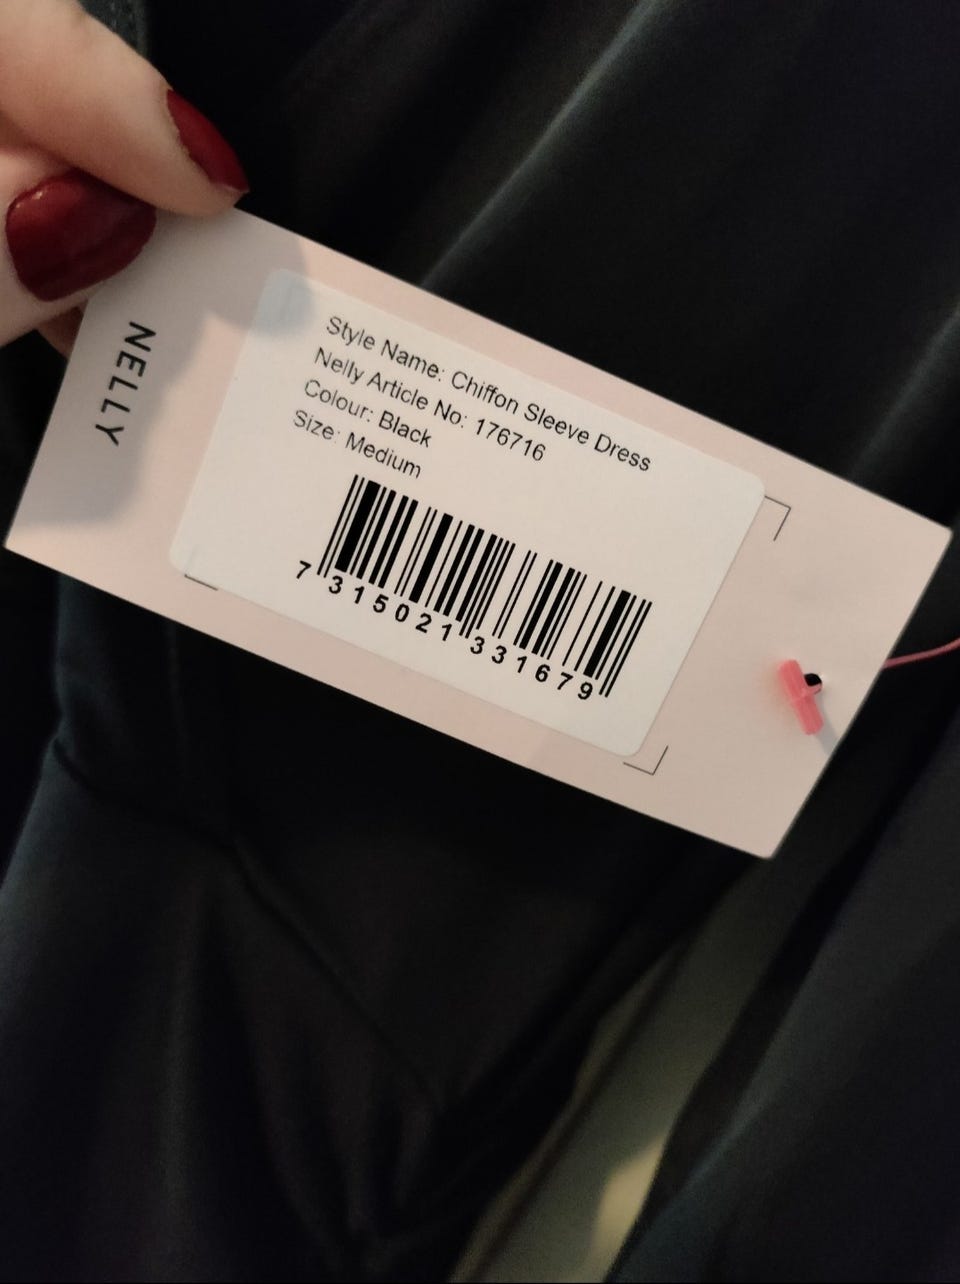 NELLY
Style Name: Chiffon Sleeve Dress
Nelly Article No: 176716
Colour: Black
Size: Medium
7 315021 331679